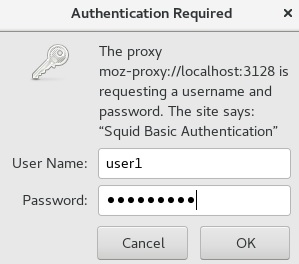 Authentication Required
The proxy
moz-proxy://localhost:3128 is
requesting a username and
password. The site says:
“Squid Basic Authentication”
User Name: user1
Password: ●●●●●●●●●
Cancel OK